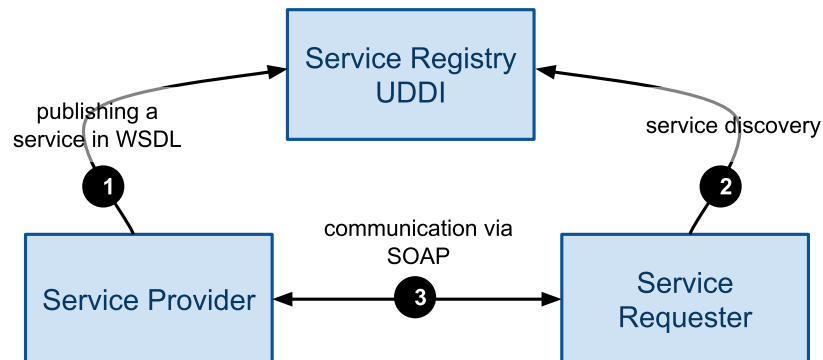 Service Registry
UDDI
publishing a
service in WSDL
service discovery
1
2
communication via
SOAP
3
Service Provider
Service
Requester